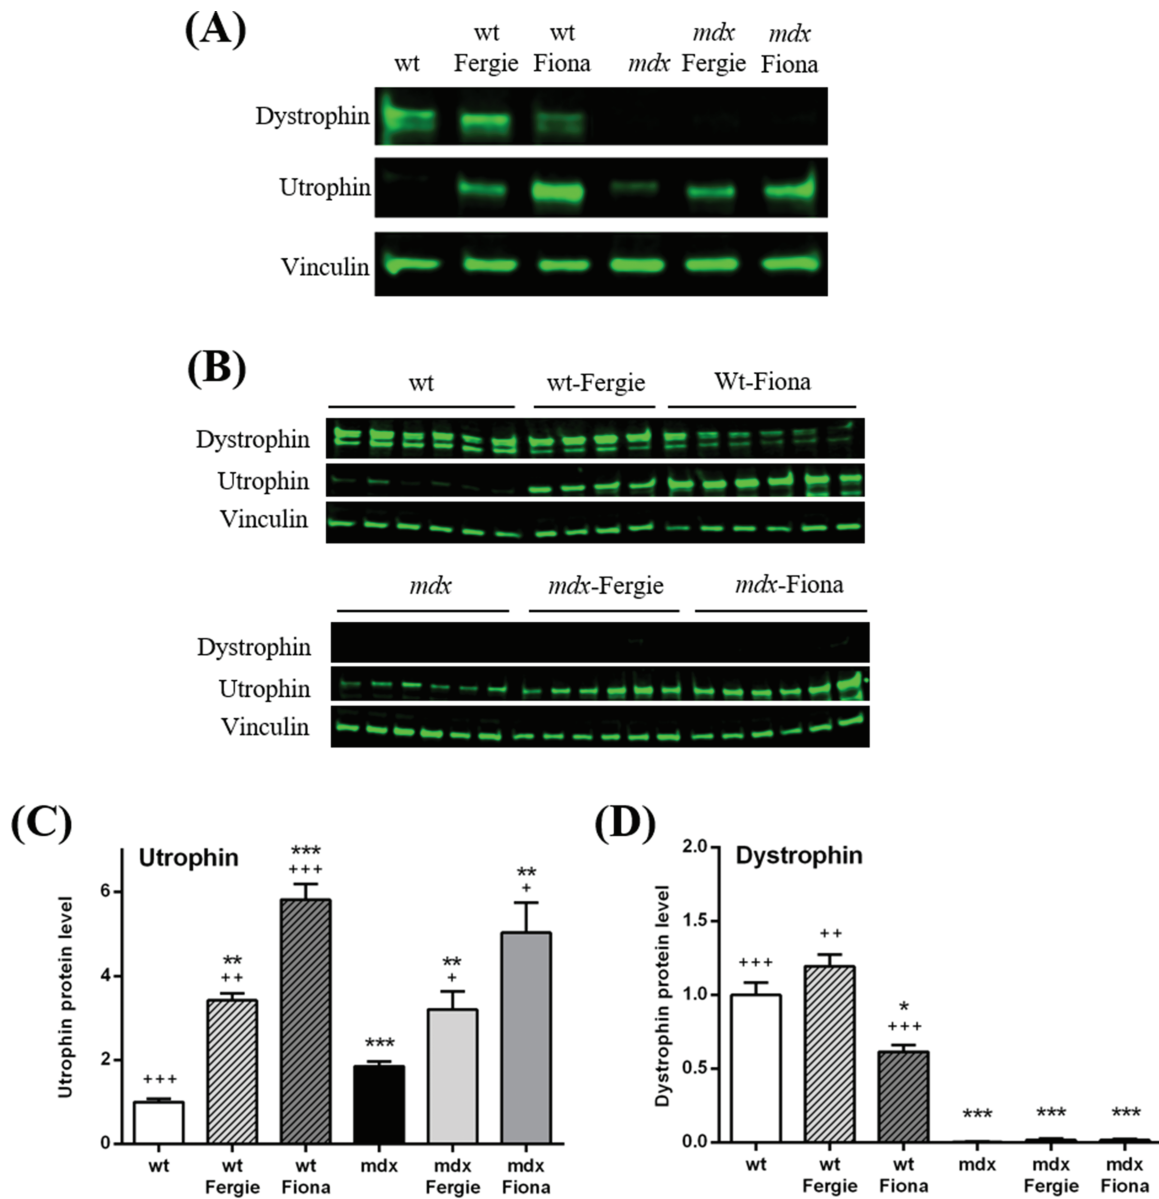 (A)
wt
wt Fergie
wt Fiona
mdx
mdx Fergie
mdx Fiona
Dystrophin
Utrophin
Vinculin
(B)
wt
wt-Fergie
Wt-Fiona
Dystrophin
Utrophin
Vinculin
mdx
mdx-Fergie
mdx-Fiona
Dystrophin
Utrophin
Vinculin
(C)
Utrophin
Utrophin protein level
6
4
2
0
+++
**
++
***
+++
***
**
+
**
+
wt
wt Fergie
wt Fiona
mdx
mdx Fergie
mdx Fiona
(D)
Dystrophin
Dystrophin protein level
2.0
1.5
1.0
0.5
0.0
+++
++
*
+++
***
***
***
wt
wt Fergie
wt Fiona
mdx
mdx Fergie
mdx Fiona